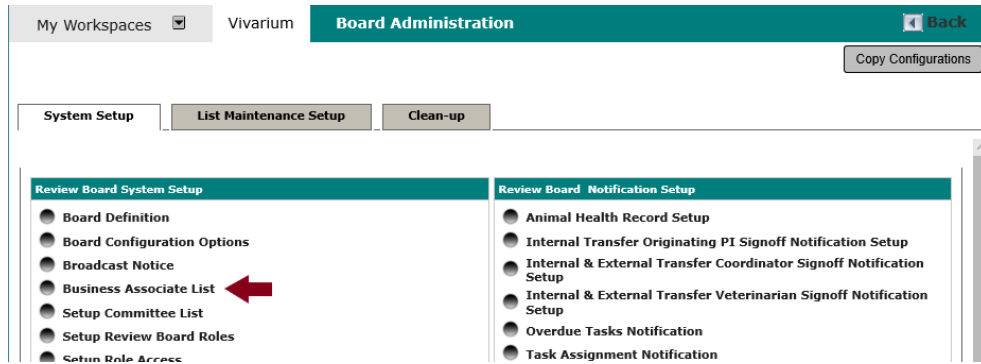 My Workspaces
Vivarium
Board Administration
Back
Copy Configurations
System Setup
List Maintenance Setup
Clean-up
Review Board System Setup
Board Definition
Board Configuration Options
Broadcast Notice
Business Associate List
Setup Committee List
Setup Review Board Roles
Setup Role Access
Review Board Notification Setup
Animal Health Record Setup
Internal Transfer Originating PI Signoff Notification Setup
Internal & External Transfer Coordinator Signoff Notification
Setup
Internal & External Transfer Veterinarian Signoff Notification
Setup
Overdue Tasks Notification
Task Assignment Notification